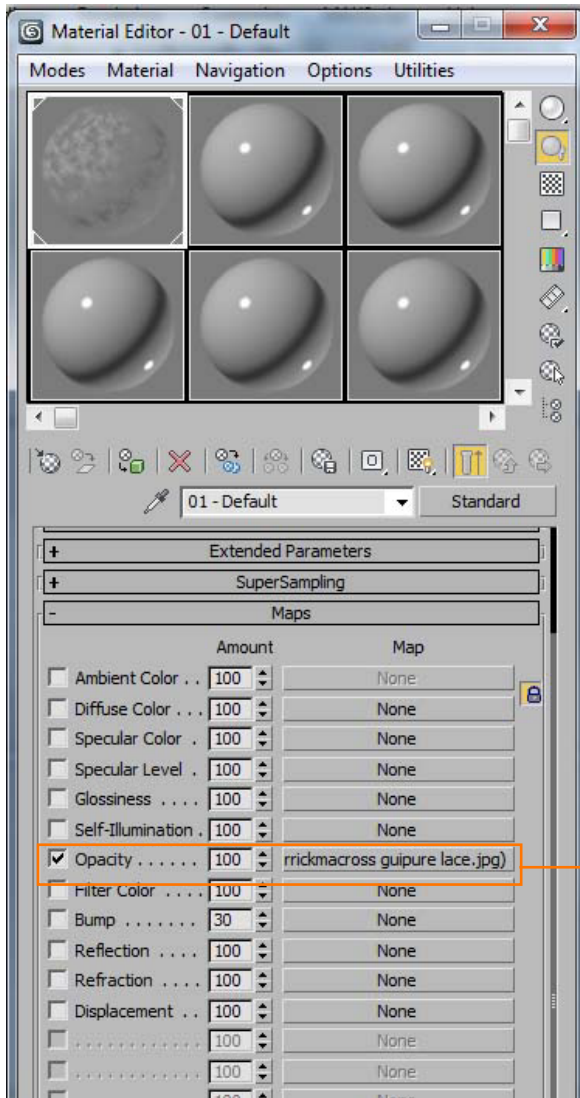 Material Editor - 01 - Default
Modes Material Navigation Options Utilities
01 - Default Standard
+ Extended Parameters
+ SuperSampling
- Maps
Amount Map
Ambient Color . . 100 None
Diffuse Color . . . 100 None
Specular Color . 100 None
Specular Level . 100 None
Glossiness . . . . 100 None
Self-Illumination . 100 None
Opacity . . . . . . 100 rrickmacross guipure lace.jpg)
Filter Color . . . . 100 None
Bump . . . . . . . 30 None
Reflection . . . . 100 None
Refraction . . . . 100 None
Displacement . . 100 None
. . . . . . . . . . . . 100 None
. . . . . . . . . . . . 100 None